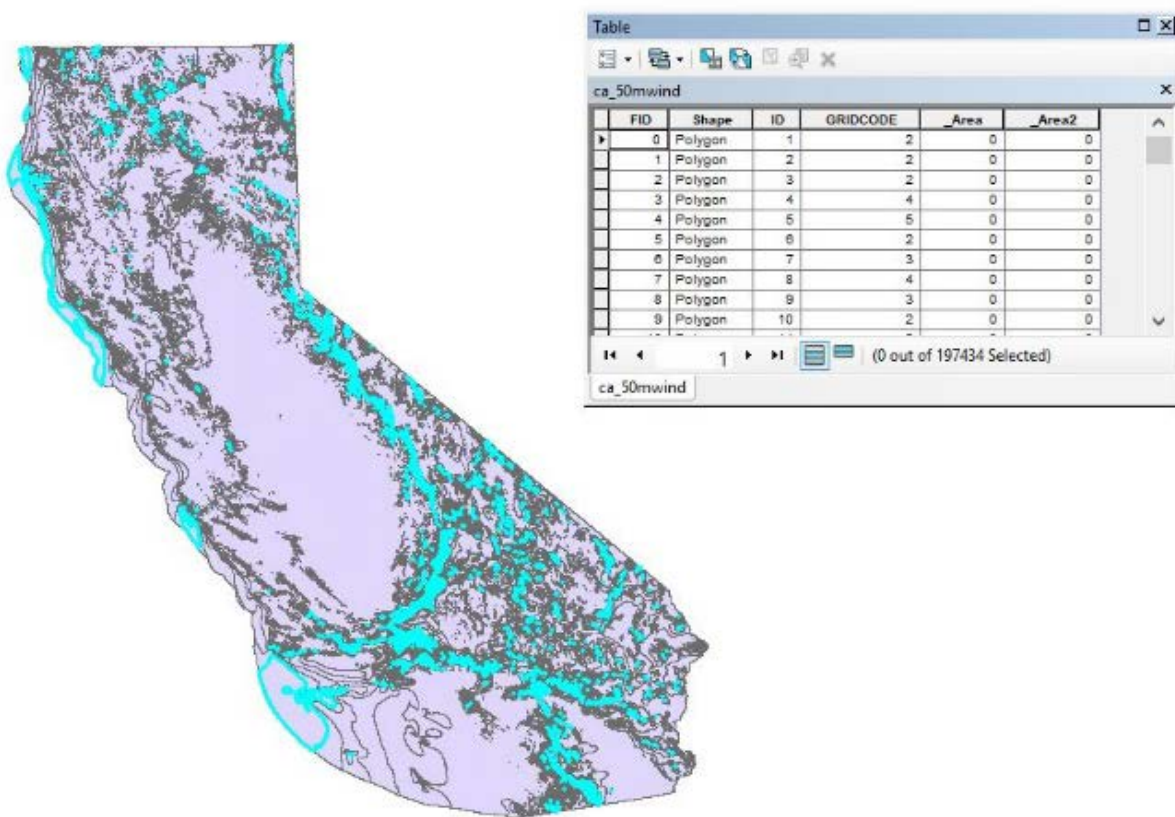 Table
ca_50mwind
FID Shape ID GRIDCODE _Area _Area2
0 Polygon 1 2 0 0
1 Polygon 2 2 0 0
2 Polygon 3 2 0 0
3 Polygon 4 4 0 0
4 Polygon 5 5 0 0
5 Polygon 6 2 0 0
6 Polygon 7 3 0 0
7 Polygon 8 4 0 0
8 Polygon 9 3 0 0
9 Polygon 10 2 0 0
1 (0 out of 197434 Selected)
ca_50mwind